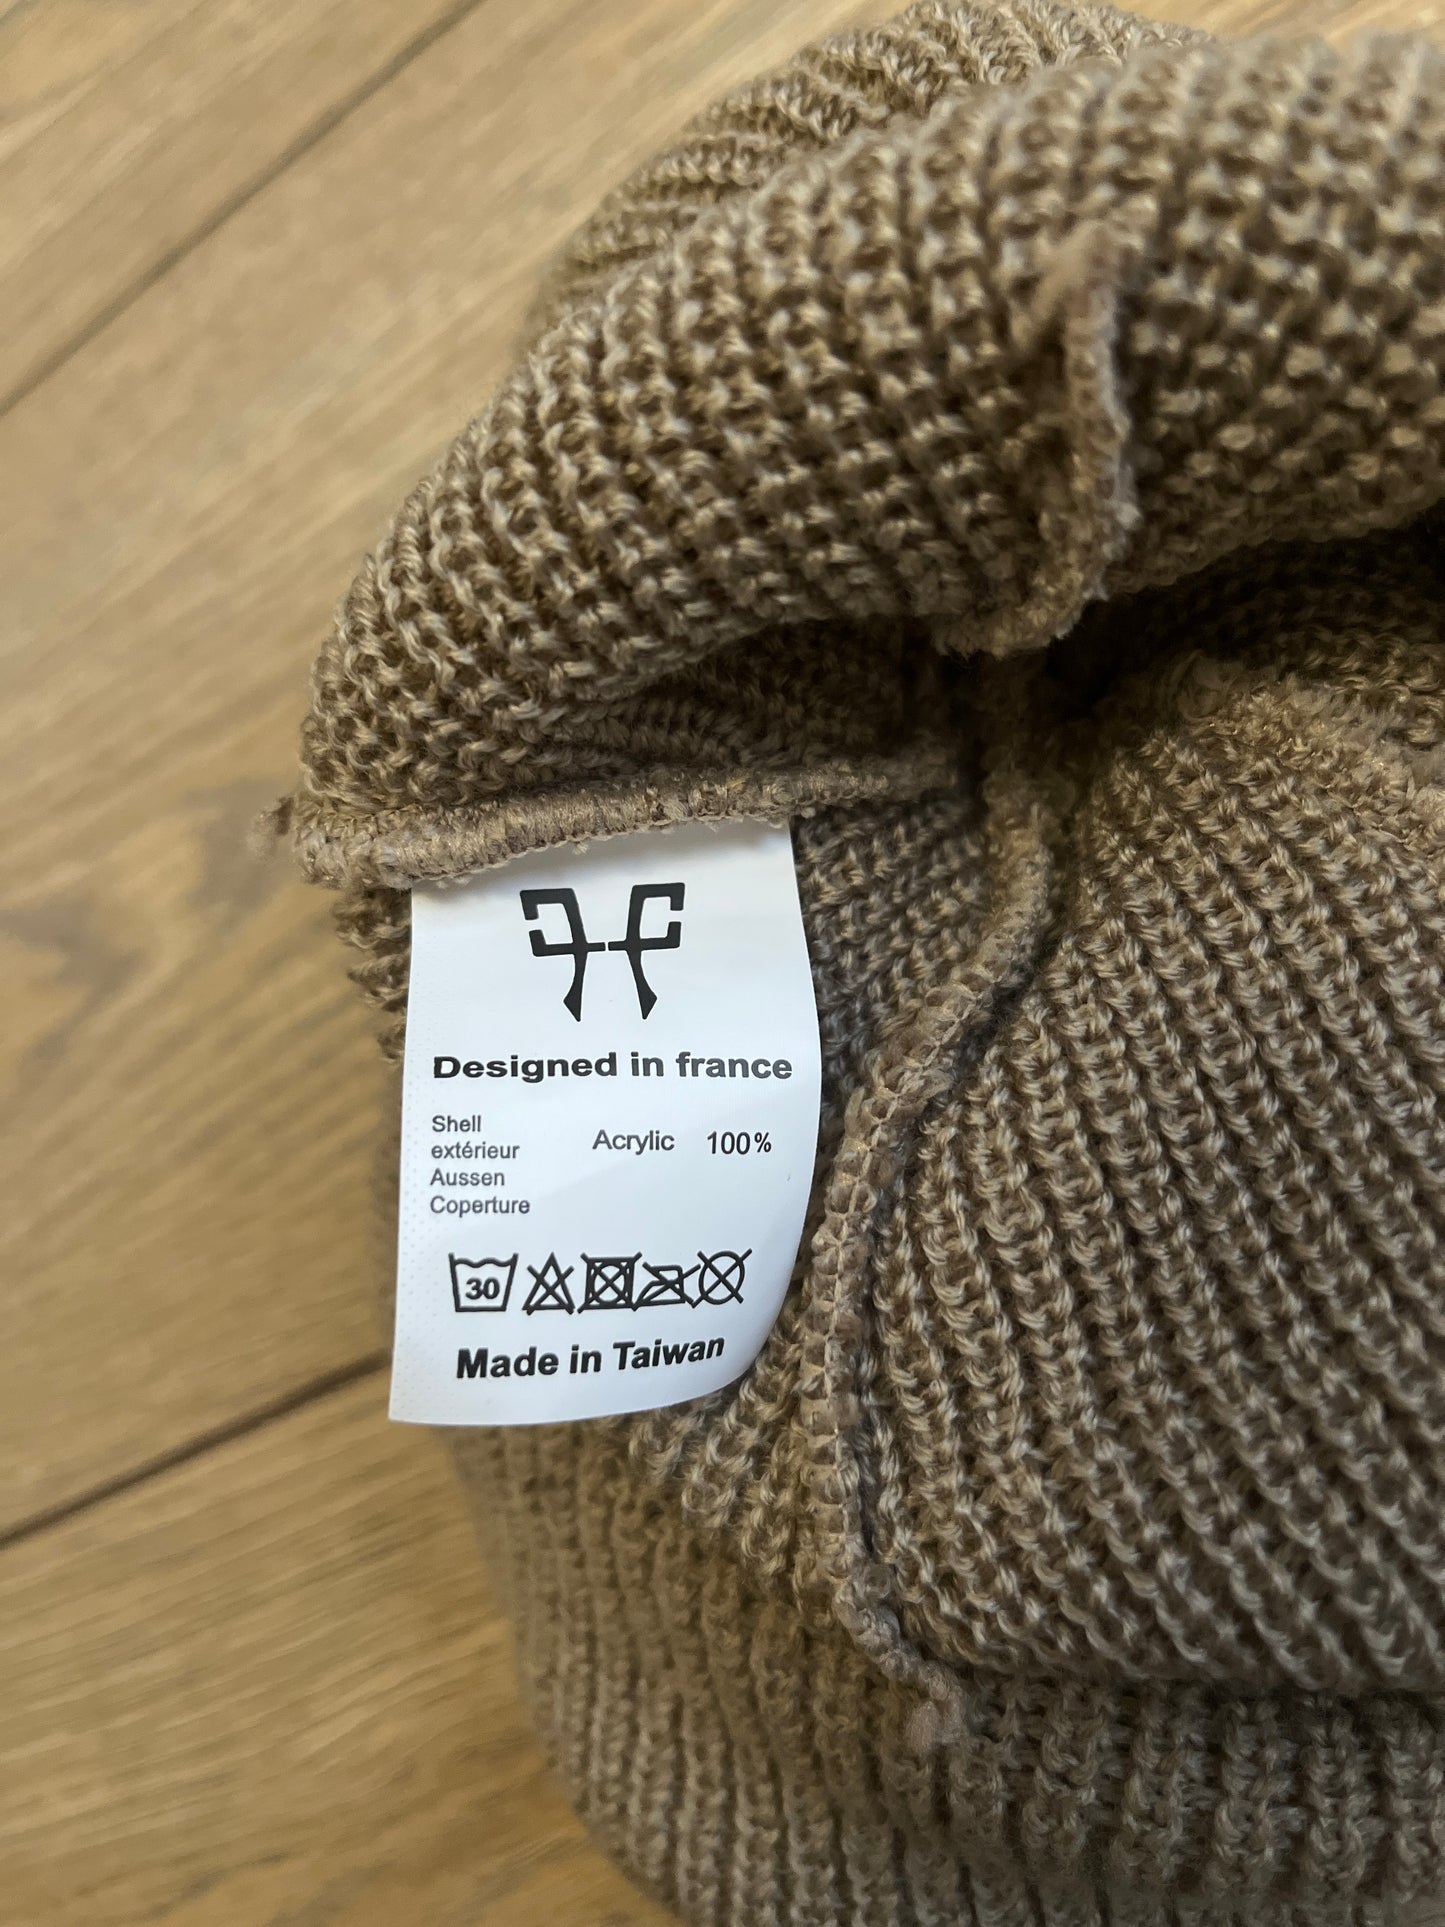 Designed in france
Shell
extérieur
Aussen
Coperture
Acrylic 100%
30
Made in Taiwan